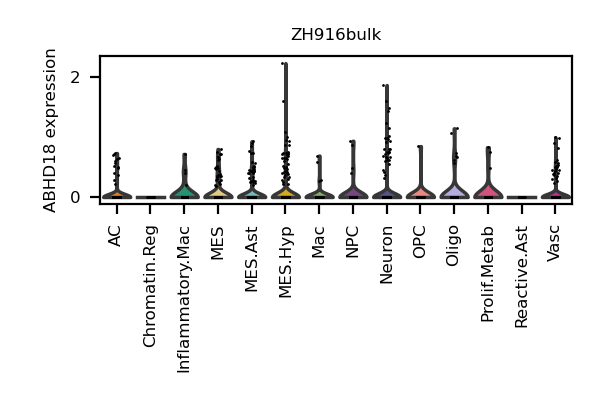 ZH916bulk
ABHD18 expression
2
0
AC
Chromatin.Reg
Inflammatory.Mac
MES
MES.Ast
MES.Hyp
Mac
NPC
Neuron
OPC
Oligo
Prolif.Metab
Reactive.Ast
Vasc